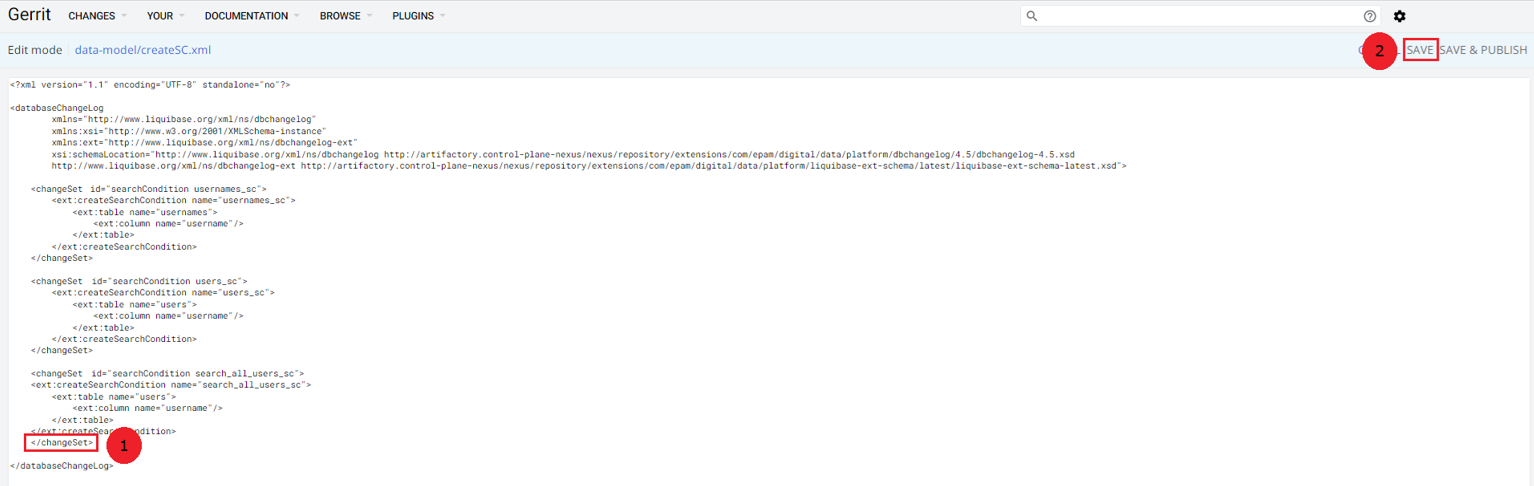 Gerrit CHANGES YOUR DOCUMENTATION BROWSE PLUGINS
Edit mode data-model/createSC.xml 2 SAVE SAVE & PUBLISH
<?xml version="1.1" encoding="UTF-8" standalone="no"?>
<databaseChangeLog
xmlns="http://www.liquibase.org/xml/ns/dbchangelog"
xmlns:xsi="http://www.w3.org/2001/XMLSchema-instance"
xmlns:ext="http://www.liquibase.org/xml/ns/dbchangelog-ext"
xsi:schemaLocation="http://www.liquibase.org/xml/ns/dbchangelog http://artifactory.control-plane-nexus/nexus/repository/extensions/com/epam/digital/data/platform/dbchangelog/4.5/dbchangelog-4.5.xsd
http://www.liquibase.org/xml/ns/dbchangelog-ext http://artifactory.control-plane-nexus/nexus/repository/extensions/com/epam/digital/data/platform/liquibase-ext-schema/latest/liquibase-ext-schema-latest.xsd">
<changeSet id="searchCondition usernames_sc">
<ext:createSearchCondition name="usernames_sc">
<ext:table name="usernames">
<ext:column name="username"/>
</ext:table>
</ext:createSearchCondition>
</changeSet>
<changeSet id="searchCondition users_sc">
<ext:createSearchCondition name="users_sc">
<ext:table name="users">
<ext:column name="username"/>
</ext:table>
</ext:createSearchCondition>
</changeSet>
<changeSet id="searchCondition search_all_users_sc">
<ext:createSearchCondition name="search_all_users_sc">
<ext:table name="users">
<ext:column name="username"/>
</ext:table>
</ext:createSearchCondition>
</changeSet> 1
</databaseChangeLog>